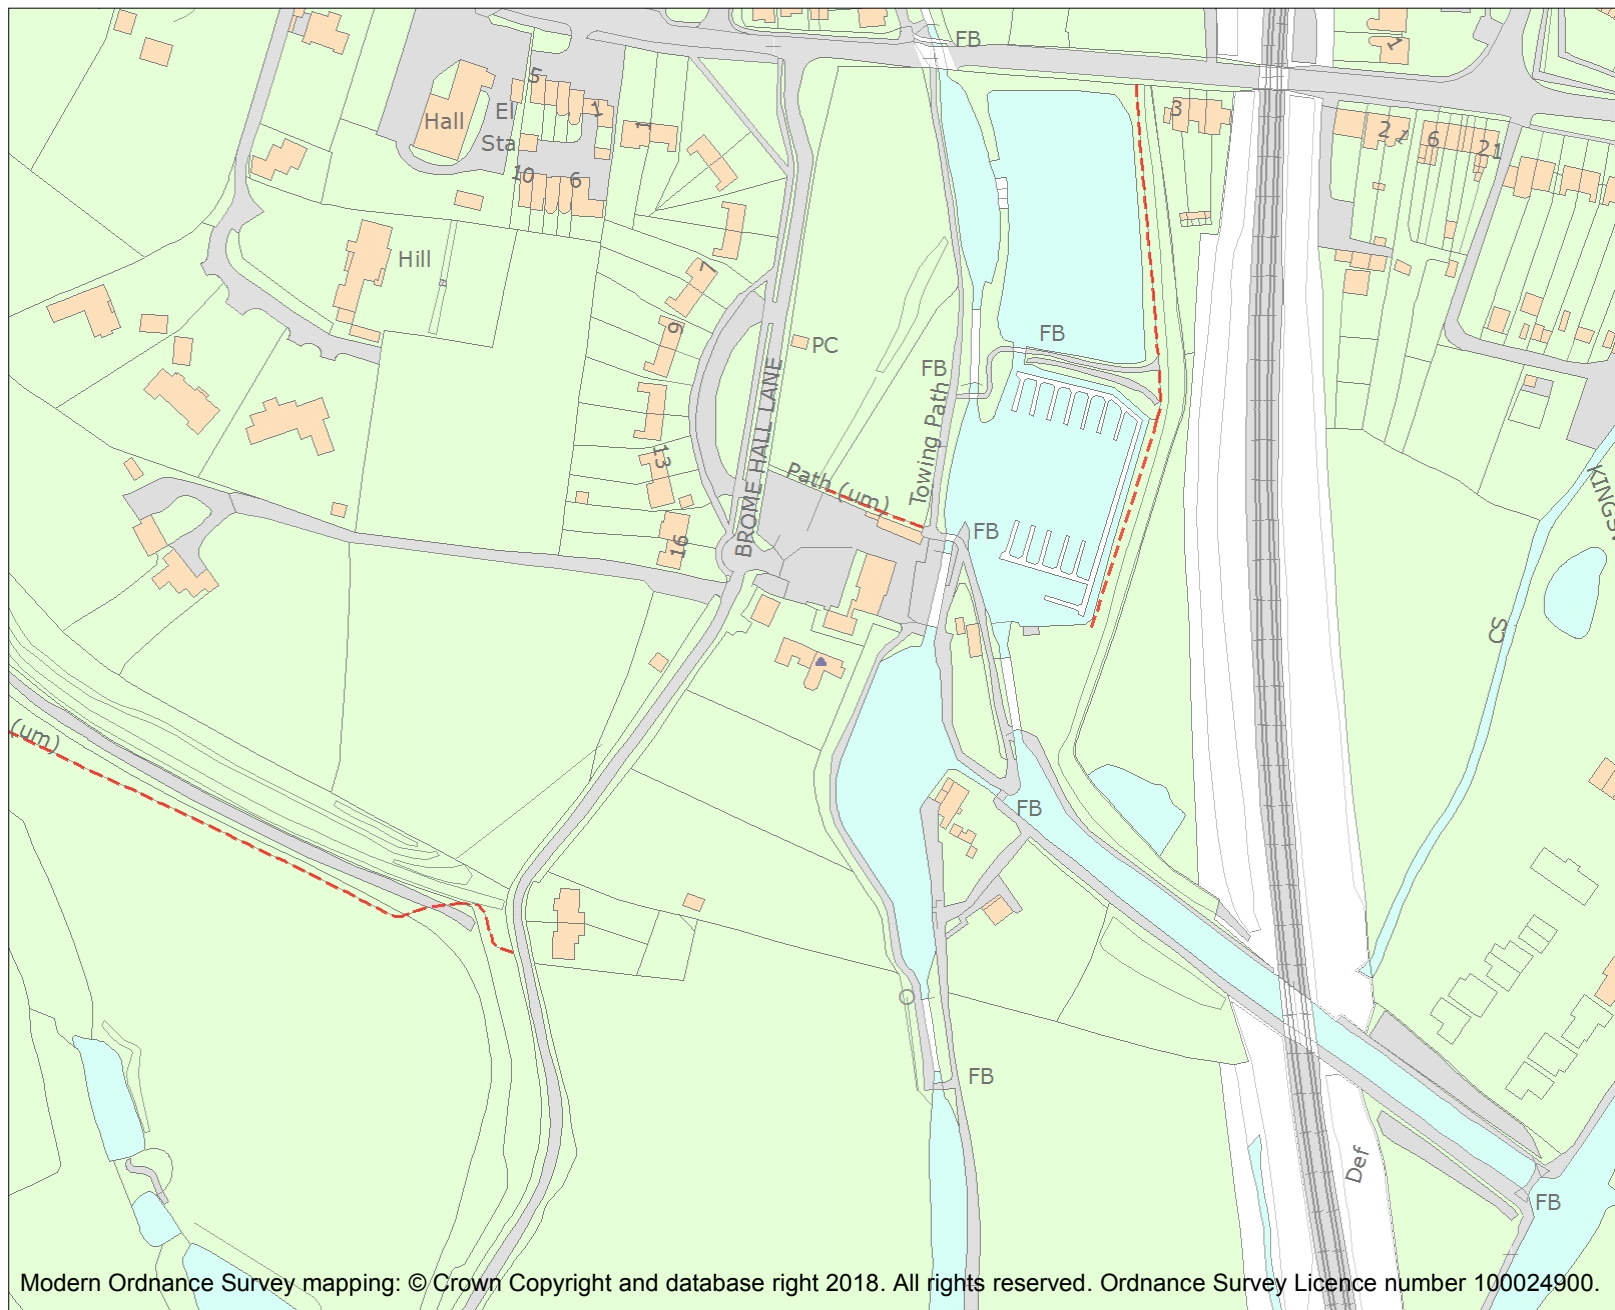 FB
1
5
Hall
El
Sta
1
1
3
2
1
6
21
10
6
Hill
7
9
PC
FB
FB
BROME HALL LANE
Towing Path
13
Path (um)
KINGS
FB
16
CS
(um)
FB
FB
Def
FB
Modern Ordnance Survey mapping: © Crown Copyright and database right 2018. All rights reserved. Ordnance Survey Licence number 100024900.